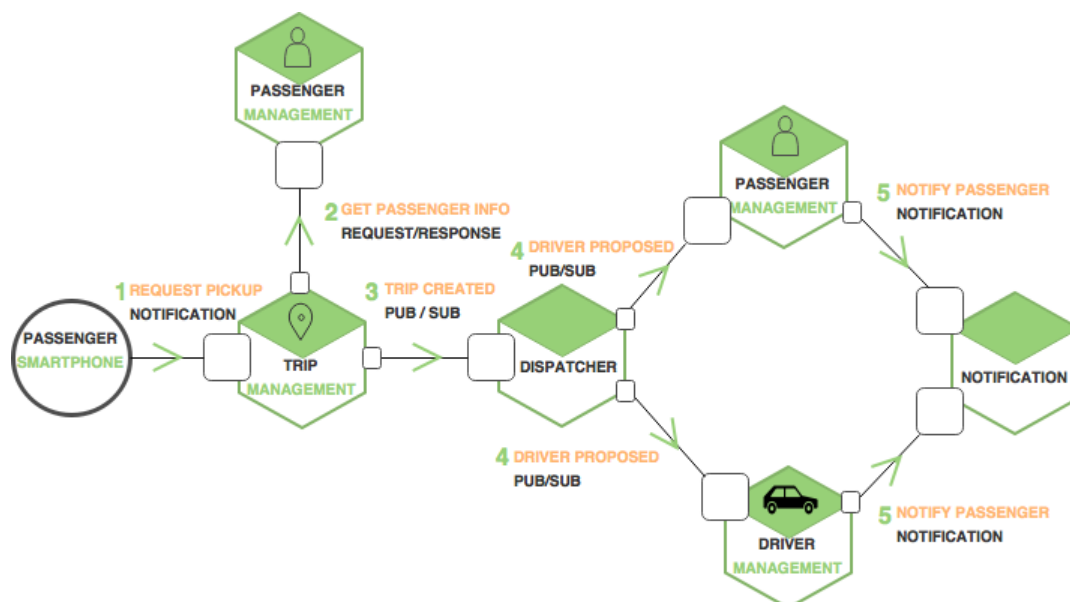 PASSENGER
MANAGEMENT
2 GET PASSENGER INFO
REQUEST/RESPONSE
1 REQUEST PICKUP
NOTIFICATION
PASSENGER
SMARTPHONE
TRIP
MANAGEMENT
3 TRIP CREATED
PUB / SUB
DISPATCHER
4 DRIVER PROPOSED
PUB/SUB
PASSENGER
MANAGEMENT
5 NOTIFY PASSENGER
NOTIFICATION
4 DRIVER PROPOSED
PUB/SUB
DRIVER
MANAGEMENT
5 NOTIFY PASSENGER
NOTIFICATION
NOTIFICATION